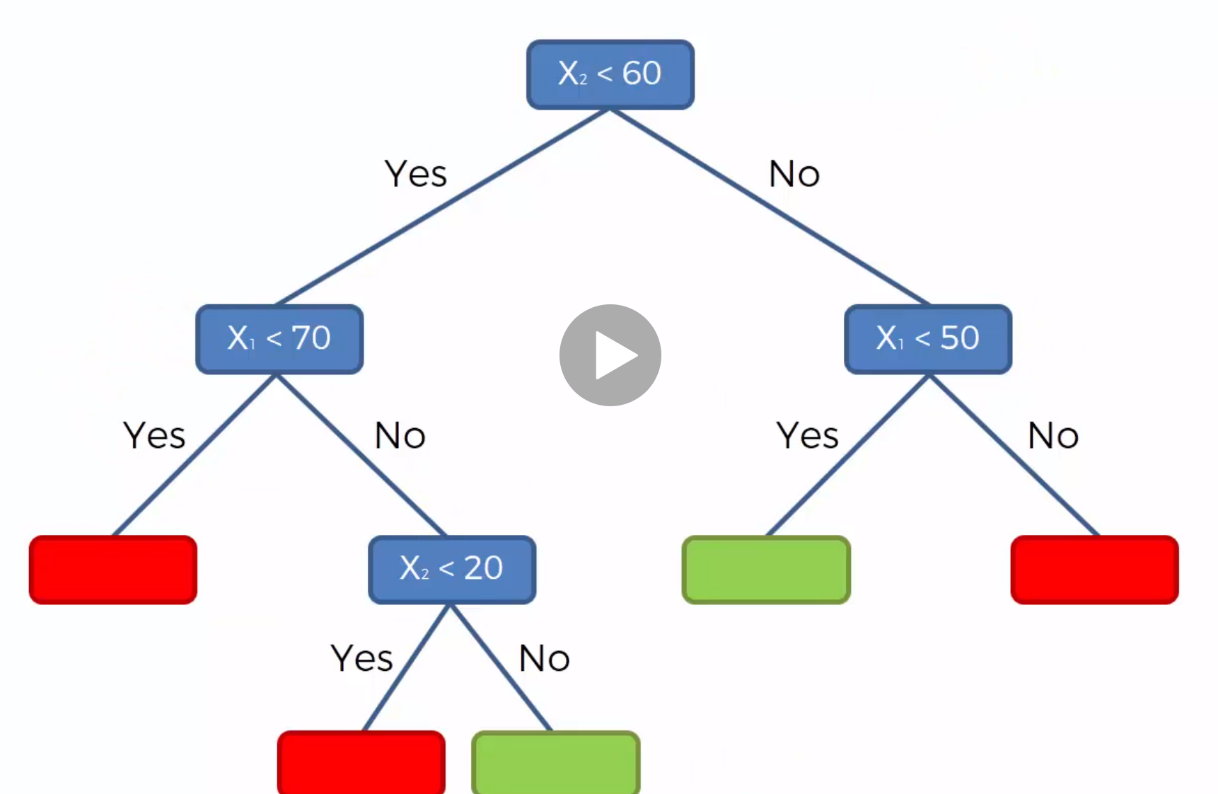 X₂ < 60
Yes
No
X₁ < 70
X₁ < 50
Yes
No
Yes
No
X₂ < 20
Yes
No